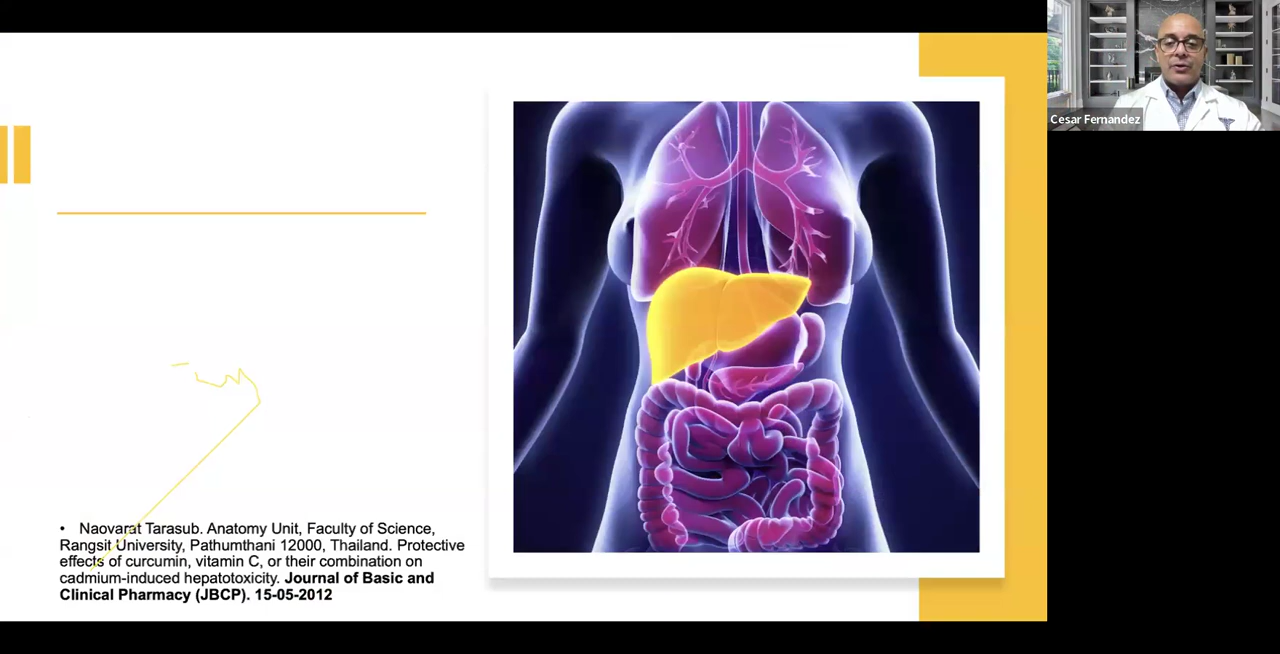 Cesar Fernandez
• Naovarat Tarasub. Anatomy Unit, Faculty of Science,
Rangsit University, Pathumthani 12000, Thailand. Protective
effects of curcumin, vitamin C, or their combination on
cadmium-induced hepatotoxicity. Journal of Basic and
Clinical Pharmacy (JBCP). 15-05-2012